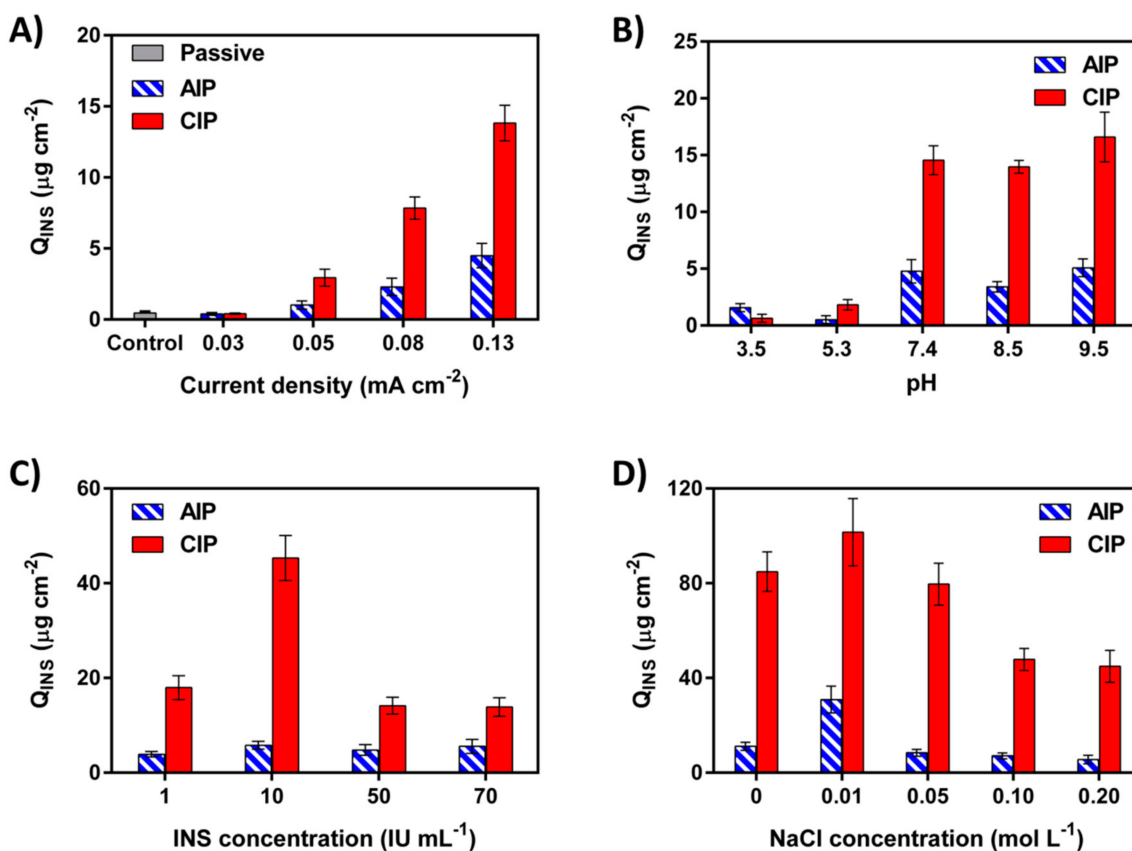 A)
20
15
10
5
0
Q_INS (μg cm⁻²)
Passive
AIP
CIP
Control 0.03 0.05 0.08 0.13
Current density (mA cm⁻²)
B)
25
20
15
10
5
0
Q_INS (μg cm⁻²)
AIP
CIP
3.5 5.3 7.4 8.5 9.5
pH
C)
60
40
20
0
Q_INS (μg cm⁻²)
AIP
CIP
1 10 50 70
INS concentration (IU mL⁻¹)
D)
120
80
40
0
Q_INS (μg cm⁻²)
AIP
CIP
0 0.01 0.05 0.10 0.20
NaCl concentration (mol L⁻¹)